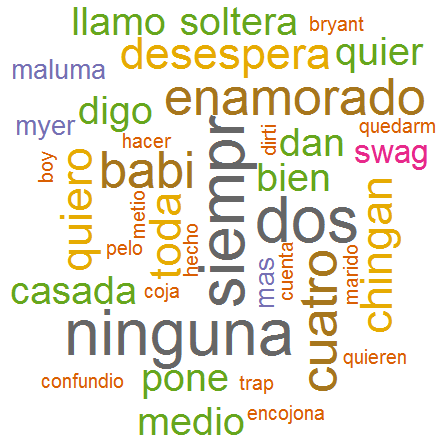 llamo soltera bryant
desespera quier
maluma
enamorado
digo
myer
hacer
quedarm
dirti
dan
swag
boy
babi
siempr
bien
quiero
metio
toda
dos
chingan
pelo
hecho
mas
cuenta
marido
casada
coja
cuatro
ninguna
quieren
confundio
pone
trap
medio
encojona